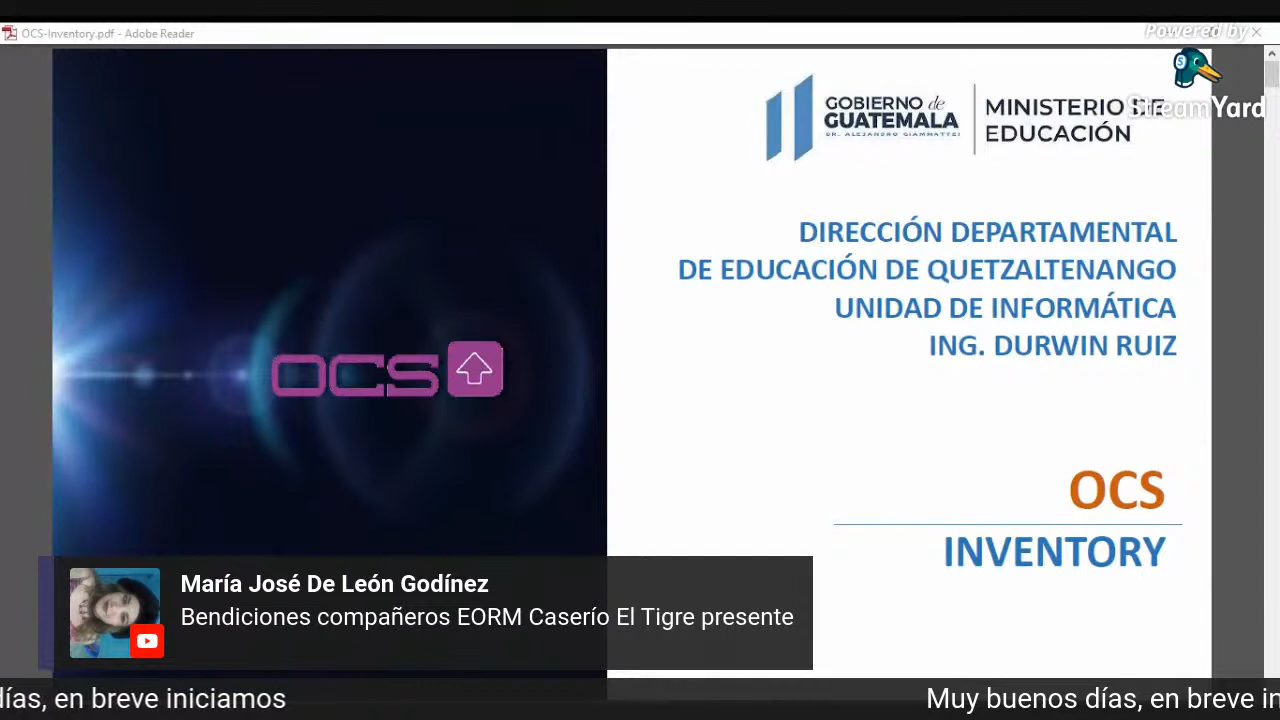 OCS-Inventory.pdf - Adobe Reader
Powered by
StreamYard
GOBIERNO de
GUATEMALA
DR. ALEJANDRO GIAMMATTEI
MINISTERIO DE
EDUCACIÓN
DIRECCIÓN DEPARTAMENTAL
DE EDUCACIÓN DE QUETZALTENANGO
UNIDAD DE INFORMÁTICA
ING. DURWIN RUIZ
OCS
OCS
INVENTORY
María José De León Godínez
Bendiciones compañeros EORM Caserío El Tigre presente
días, en breve iniciamos
Muy buenos días, en breve in